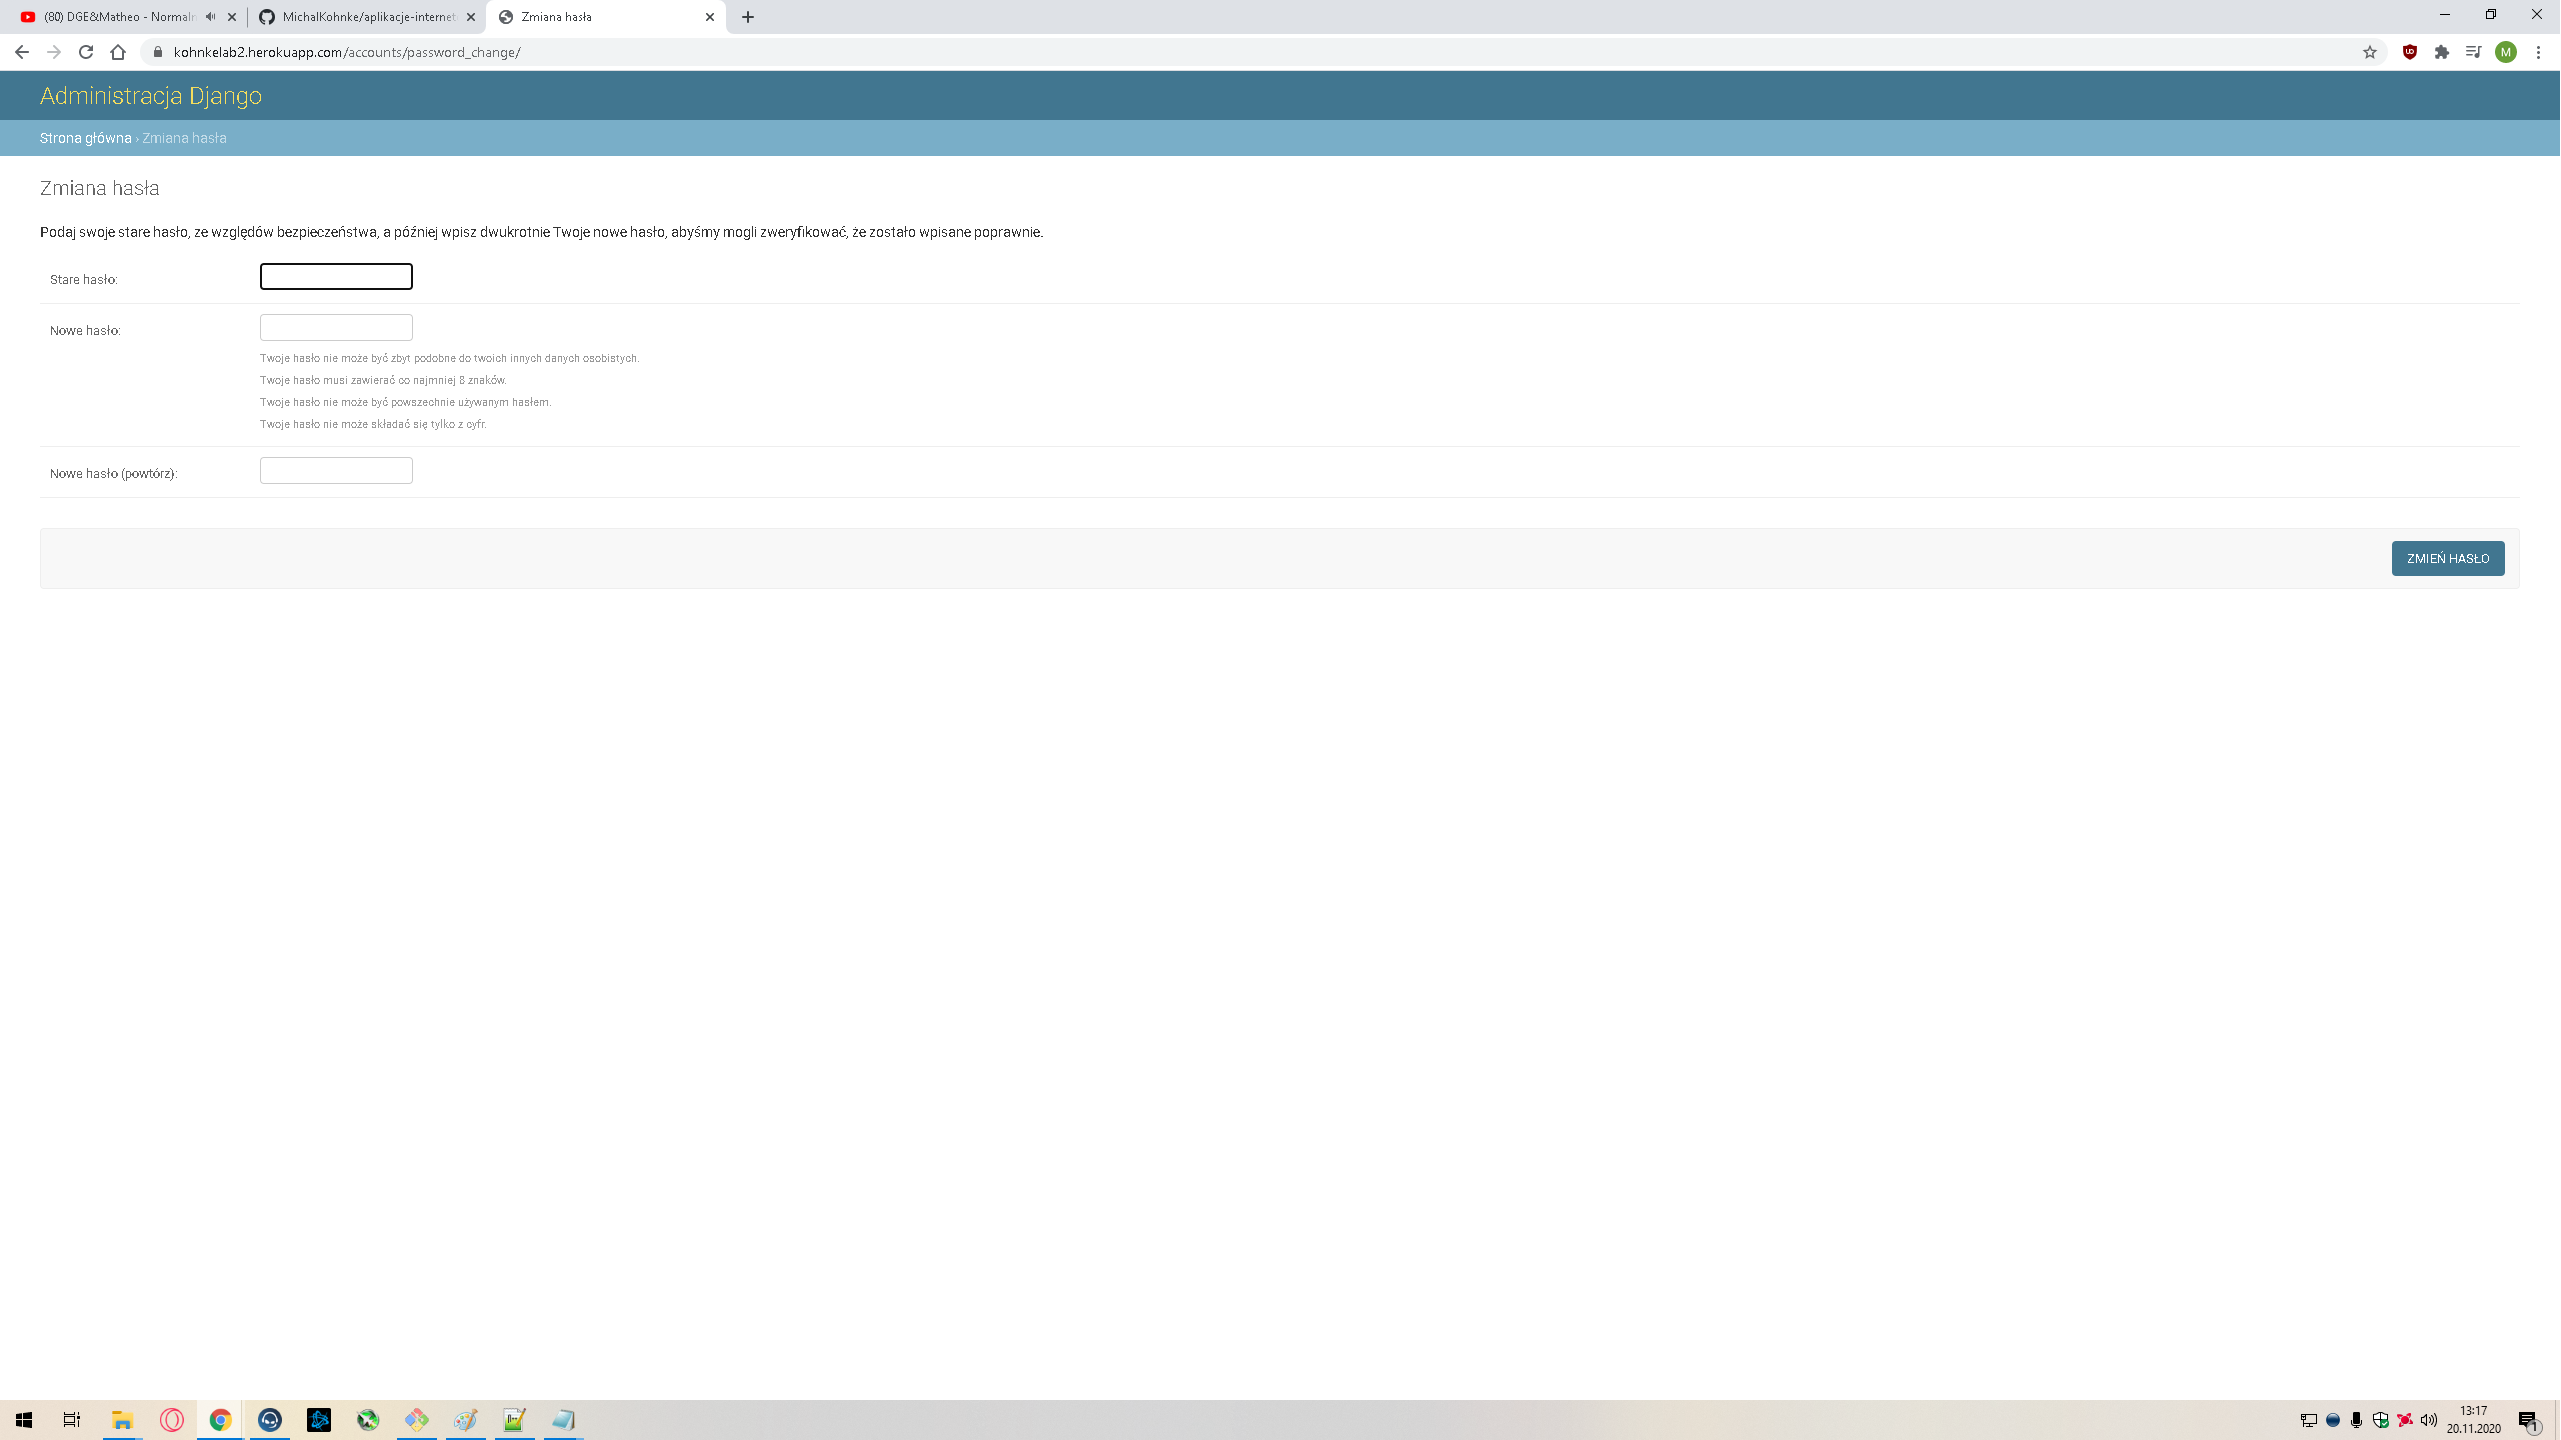 (80) DGE&Matheo - Normaln
MichalKohnke/aplikacje-internet
Zmiana hasła
kohnkelab2.herokuapp.com/accounts/password_change/
M
Administracja Django
Strona główna › Zmiana hasła
Zmiana hasła
Podaj swoje stare hasło, ze względów bezpieczeństwa, a później wpisz dwukrotnie Twoje nowe hasło, abyśmy mogli zweryfikować, że zostało wpisane poprawnie.
Stare hasło:
Nowe hasło:
Twoje hasło nie może być zbyt podobne do twoich innych danych osobistych.
Twoje hasło musi zawierać co najmniej 8 znaków.
Twoje hasło nie może być powszechnie używanym hasłem.
Twoje hasło nie może składać się tylko z cyfr.
Nowe hasło (powtórz):
ZMIEŃ HASŁO
13:17
20.11.2020
1